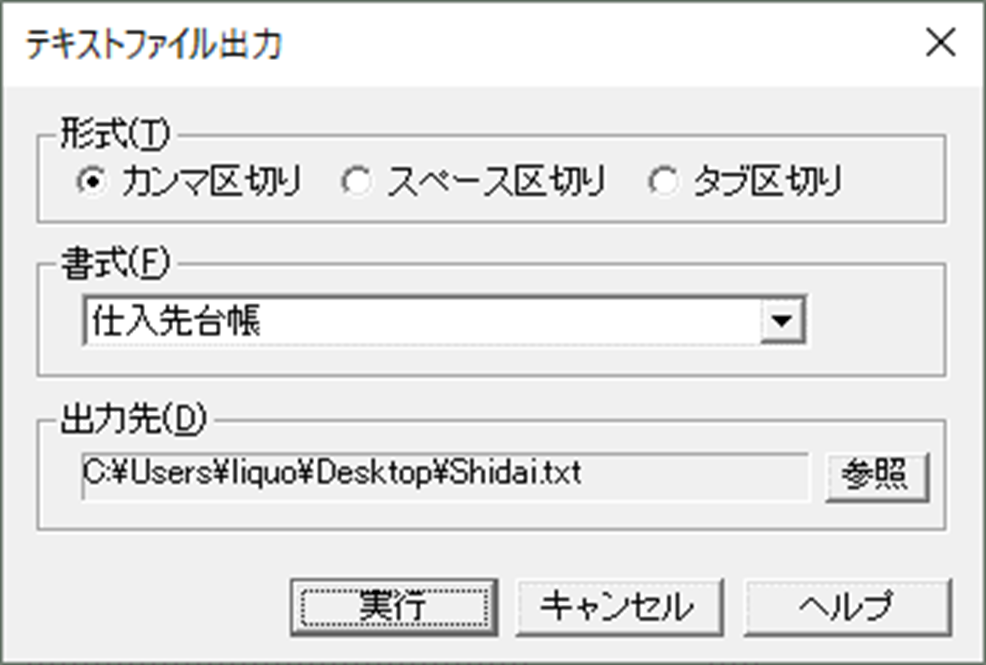 テキストファイル出力
形式(T)
カンマ区切り スペース区切り タブ区切り
書式(F)
仕入先台帳
出力先(D)
C:¥Users¥liquo¥Desktop¥Shidai.txt 参照
実行 キャンセル ヘルプ